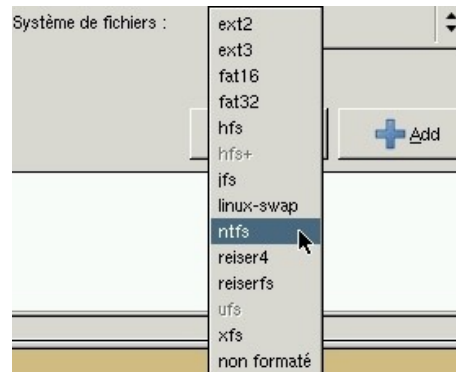 Système de fichiers :
ext2
ext3
fat16
fat32
hfs
hfs+
jfs
linux-swap
ntfs
reiser4
reiserfs
ufs
xfs
non formaté
Add